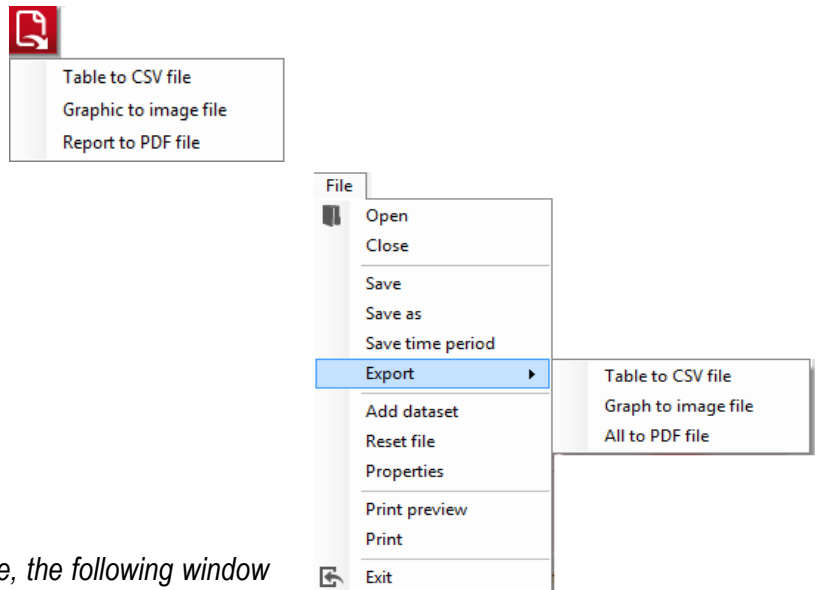 Table to CSV file
Graphic to image file
Report to PDF file
File
Open
Close
Save
Save as
Save time period
Export
Table to CSV file
Graph to image file
All to PDF file
Add dataset
Reset file
Properties
Print preview
Print
Exit
e, the following window